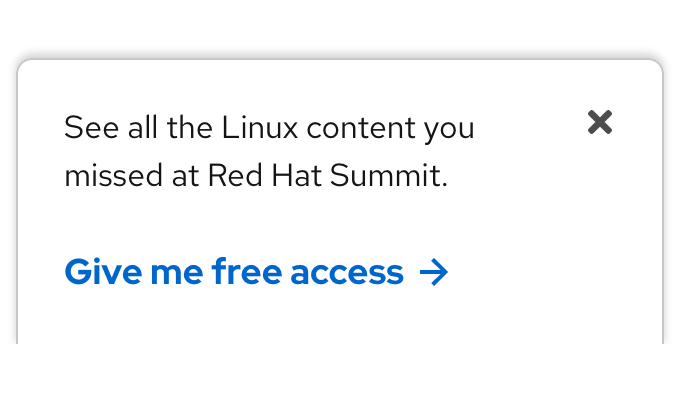 See all the Linux content you
missed at Red Hat Summit.
Give me free access →